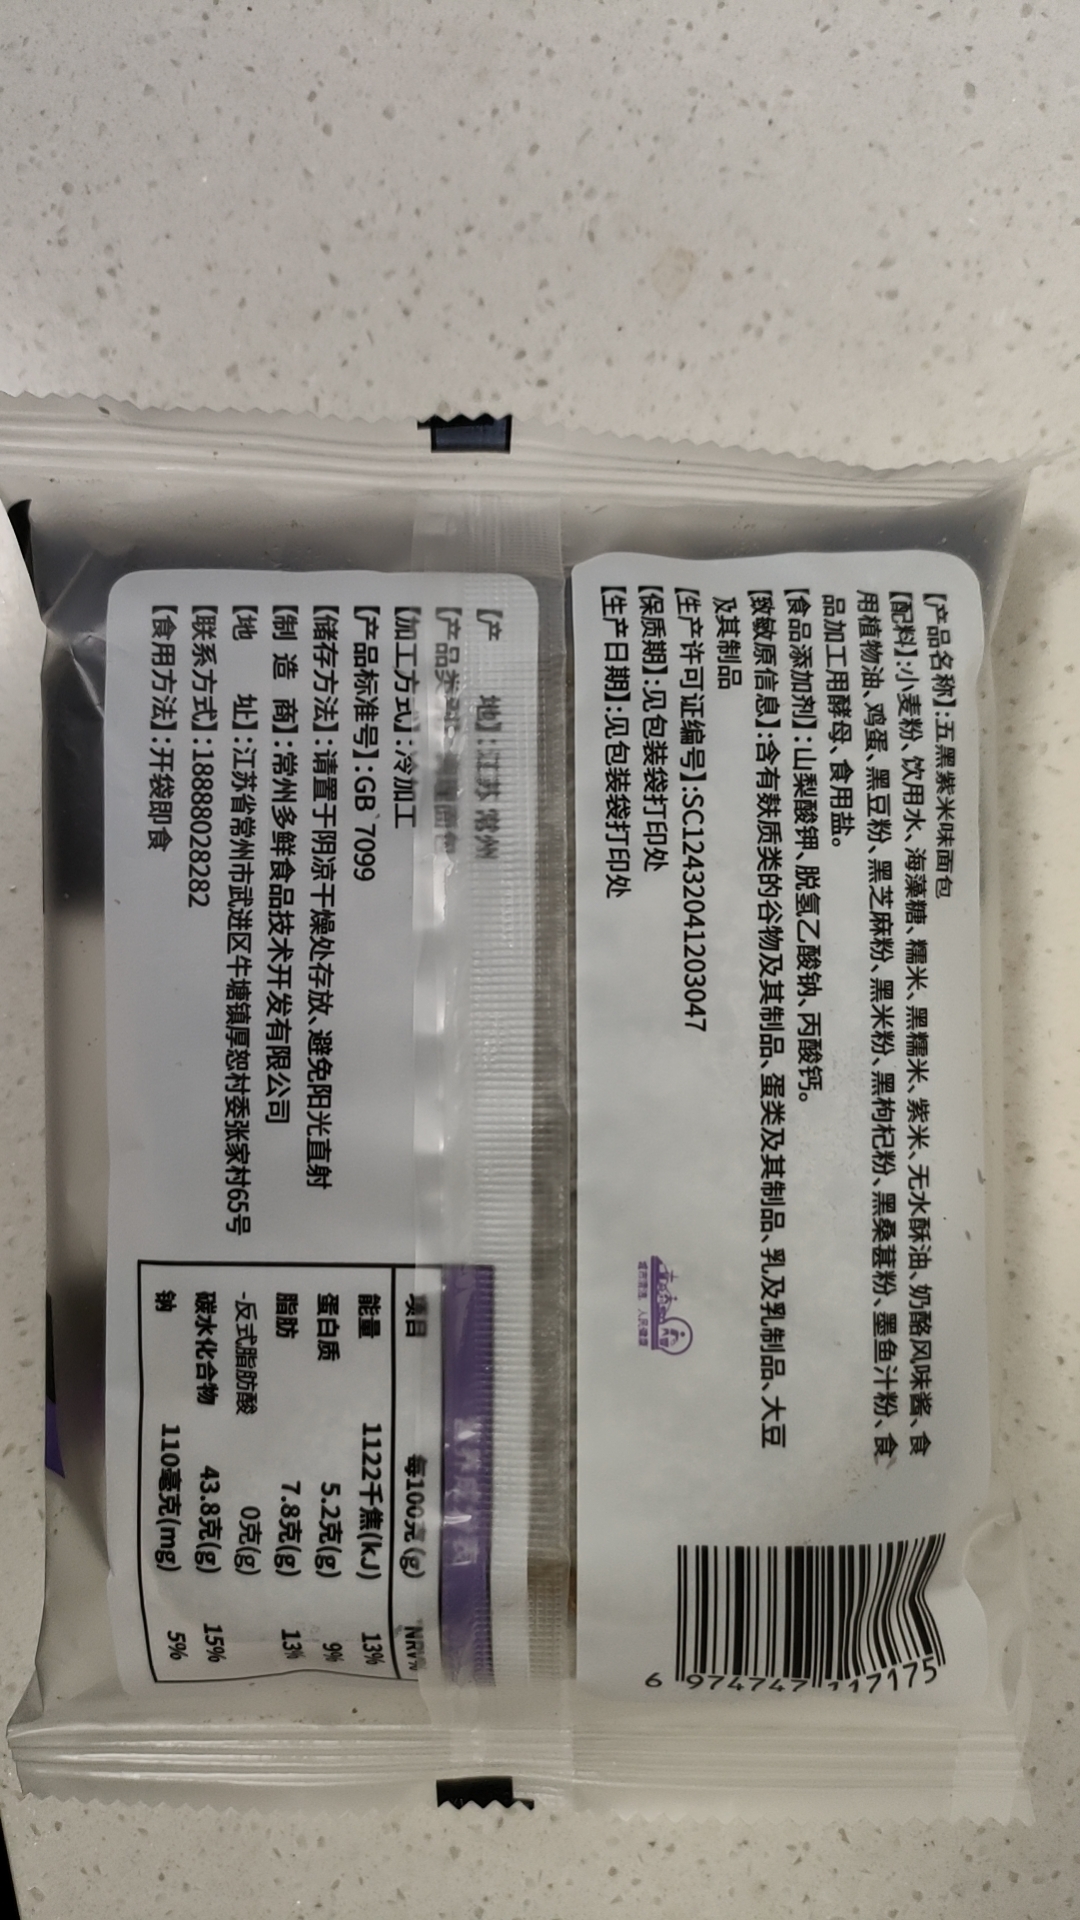 【产品名称】:五黑紫米味面包
【配料】:小麦粉、饮用水、海藻糖、糯米、黑糯米、紫米、无水酥油、奶酪风味酱、食
用植物油、鸡蛋、黑豆粉、黑芝麻粉、黑米粉、黑枸杞粉、黑桑葚粉、墨鱼汁粉、食
品加工用酵母、食用盐。
【食品添加剂】:山梨酸钾、脱氢乙酸钠、丙酸钙。
【致敏原信息】:含有麸质类的谷物及其制品、蛋类及其制品、乳及乳制品、大豆
及其制品
【生产许可证编号】:SC12432041203047
【保质期】:见包装袋打印处
【生产日期】:见包装袋打印处
6 974747 117175
【产 地】:江苏 常州
【产品类别】
【加工方式】:冷加工
【产品标准号】:GB`7099
【储存方法】:请置于阴凉干燥处存放、避免阳光直射
【制 造 商】:常州多鲜食品技术开发有限公司
【地 址】:江苏省常州市武进区牛塘镇厚恕村委张家村65号
【联系方式】:1888028282
【食用方法】:开袋即食
营养成分表
项目 每100克(g) NRV%
能量 1122千焦(kJ) 13%
蛋白质 5.2克(g) 9%
脂肪 7.8克(g) 13%
-反式脂肪酸 0克(g)
碳水化合物 43.8克(g) 15%
钠 110毫克(mg) 5%